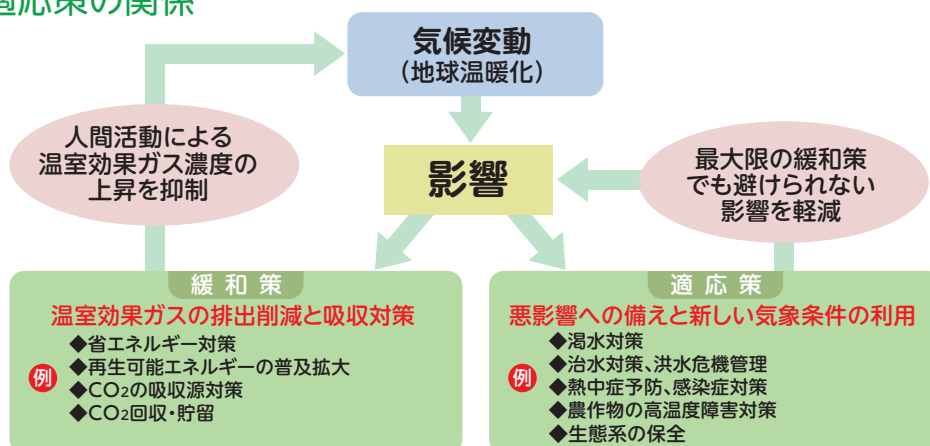 適応策の関係
気候変動
(地球温暖化)
人間活動による
温室効果ガス濃度の
上昇を抑制
影響
最大限の緩和策
でも避けられない
影響を軽減
緩和策
温室効果ガスの排出削減と吸収対策
例
◆省エネルギー対策
◆再生可能エネルギーの普及拡大
◆CO2の吸収源対策
◆CO2回収・貯留
適応策
悪影響への備えと新しい気象条件の利用
例
◆渇水対策
◆治水対策、洪水危機管理
◆熱中症予防、感染症対策
◆農作物の高温度障害対策
◆生態系の保全